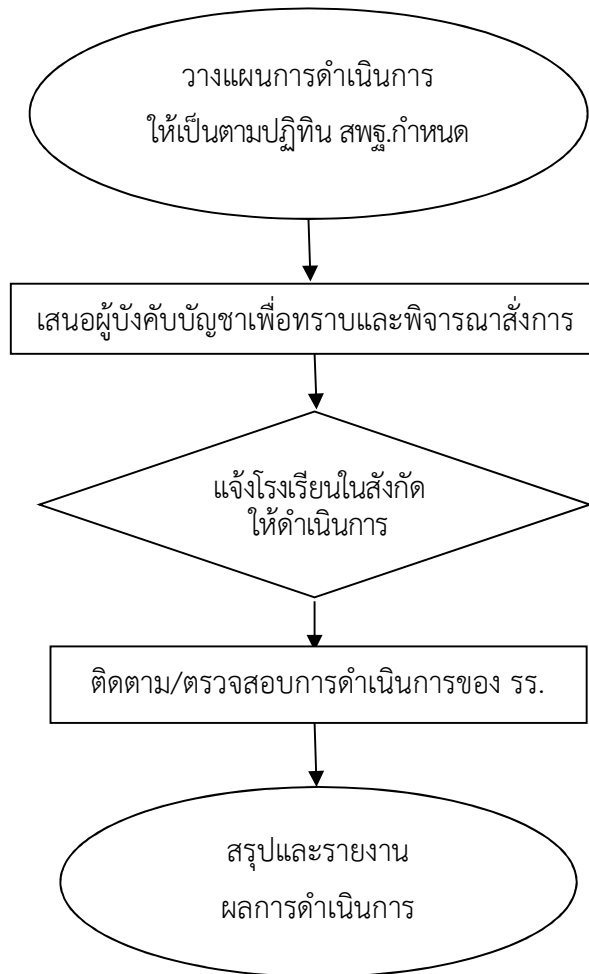 วางแผนการดำเนินการ
ให้เป็นตามปฏิทิน สพฐ.กำหนด
เสนอผู้บังคับบัญชาเพื่อทราบและพิจารณาสั่งการ
แจ้งโรงเรียนในสังกัด
ให้ดำเนินการ
ติดตาม/ตรวจสอบการดำเนินการของ รร.
สรุปและรายงาน
ผลการดำเนินการ